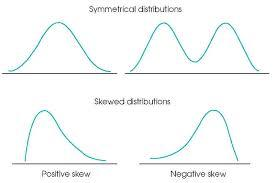 Symmetrical distributions
Skewed distributions
Positive skew
Negative skew